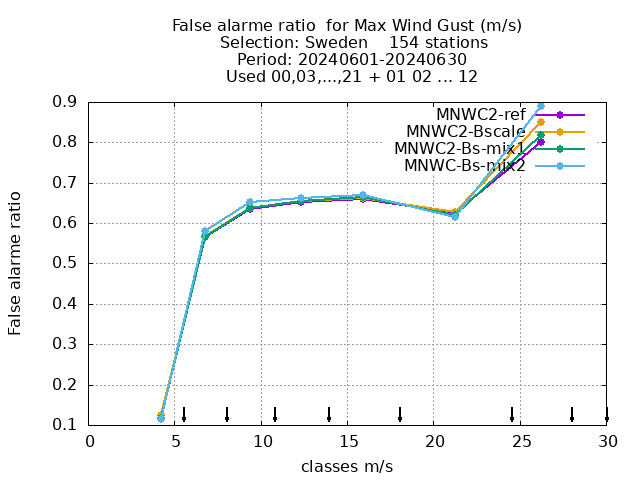 False alarme ratio  for Max Wind Gust (m/s)
Selection: Sweden    154 stations
Period: 20240601-20240630
Used 00,03,...,21 + 01 02 ... 12
MNWC2-ref
MNWC2-Bscale
MNWC2-Bs-mix1
MNWC-Bs-mix2
False alarme ratio
0.9
0.8
0.7
0.6
0.5
0.4
0.3
0.2
0.1
0 5 10 15 20 25 30
classes m/s